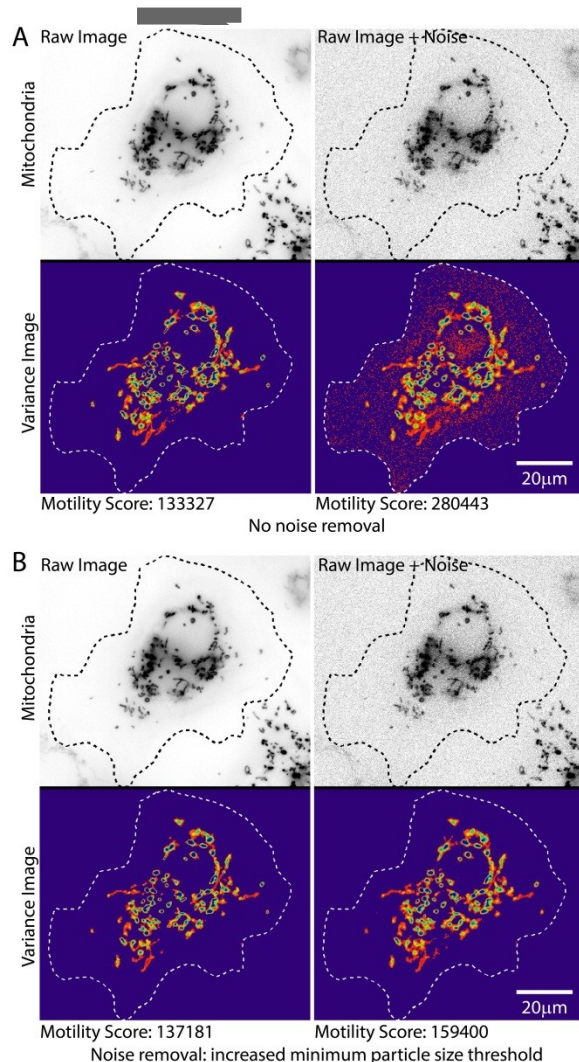 A
Raw Image
Raw Image + Noise
Mitochondria
Variance Image
20μm
Motility Score: 133327
Motility Score: 280443
No noise removal
B
Raw Image
Raw Image + Noise
Mitochondria
Variance Image
20μm
Motility Score: 137181
Motility Score: 159400
Noise removal: increased minimum particle size threshold